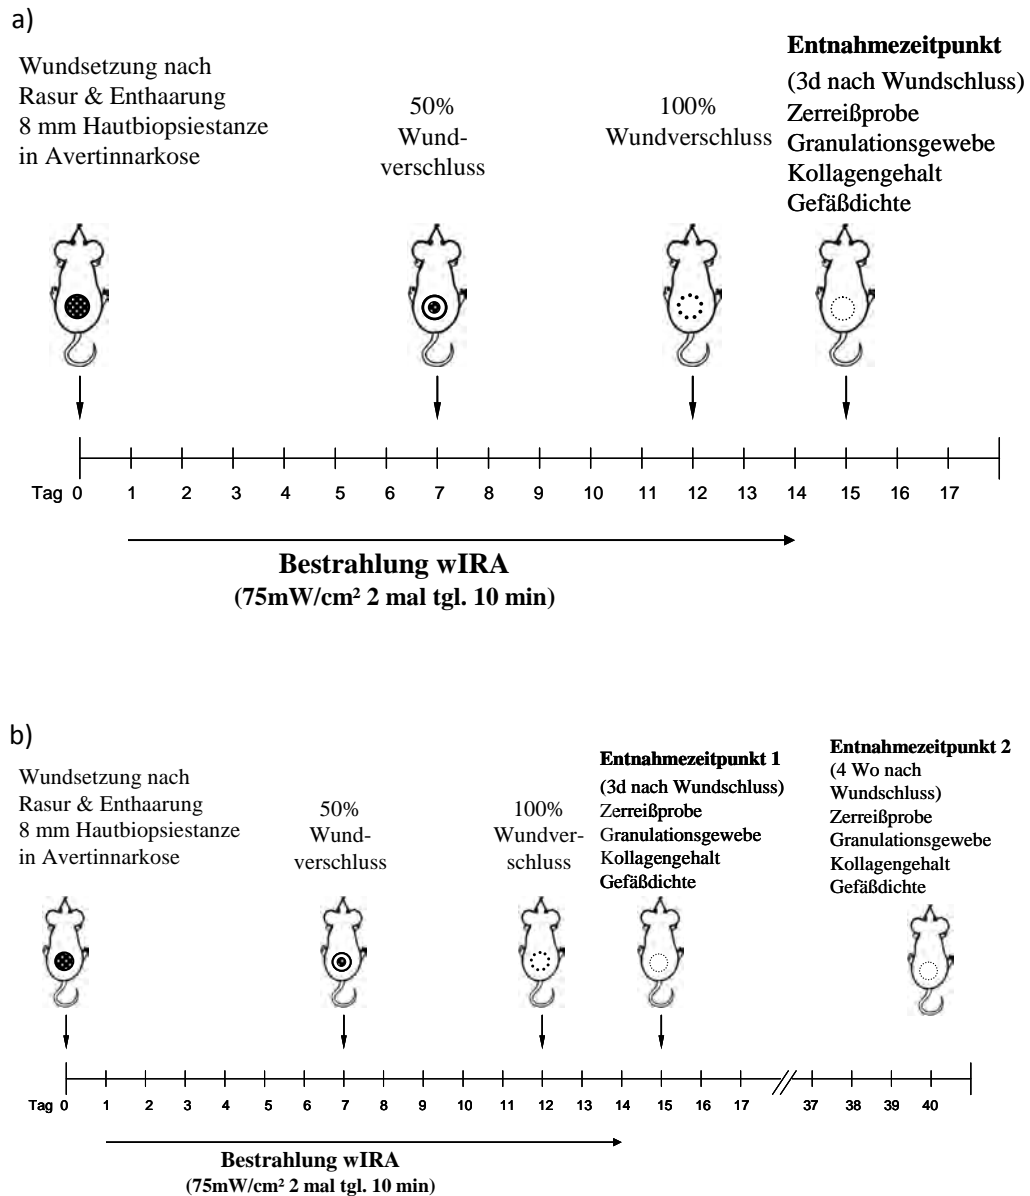 a)
Wundsetzung nach
Rasur & Enthaarung
8 mm Hautbiopsiestanze
in Avertinnarkose
50%
Wund-
verschluss
100%
Wundverschluss
Entnahmezeitpunkt
(3d nach Wundschluss)
Zerreißprobe
Granulationsgewebe
Kollagengehalt
Gefäßdichte
Tag 0 1 2 3 4 5 6 7 8 9 10 11 12 13 14 15 16 17
Bestrahlung wIRA
(75mW/cm² 2 mal tgl. 10 min)
b)
Wundsetzung nach
Rasur & Enthaarung
8 mm Hautbiopsiestanze
in Avertinnarkose
50%
Wund-
verschluss
100%
Wundver-
schluss
Entnahmezeitpunkt 1
(3d nach Wundschluss)
Zerreißprobe
Granulationsgewebe
Kollagengehalt
Gefäßdichte
Entnahmezeitpunkt 2
(4 Wo nach
Wundschluss)
Zerreißprobe
Granulationsgewebe
Kollagengehalt
Gefäßdichte
Tag 0 1 2 3 4 5 6 7 8 9 10 11 12 13 14 15 16 17 37 38 39 40
Bestrahlung wIRA
(75mW/cm² 2 mal tgl. 10 min)